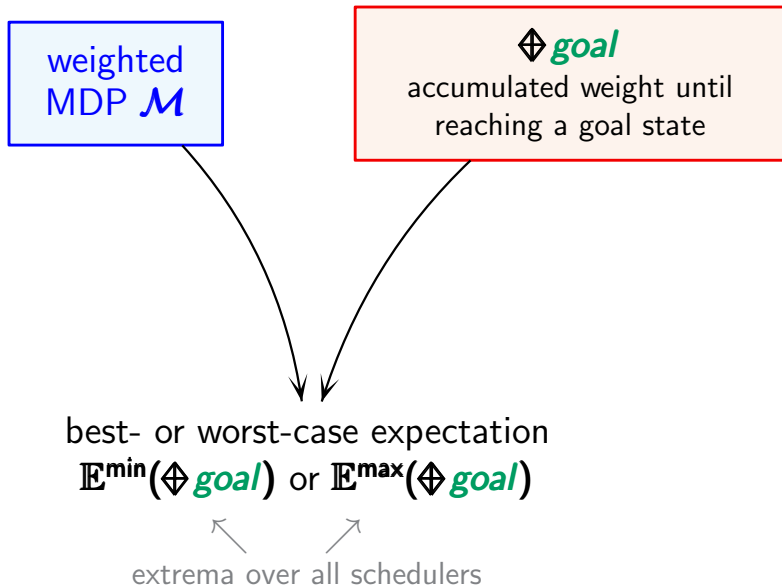 weighted
MDP 𝓜
⌖ goal
accumulated weight until
reaching a goal state
best- or worst-case expectation
𝔼^min(⌖ goal) or 𝔼^max(⌖ goal)
extrema over all schedulers